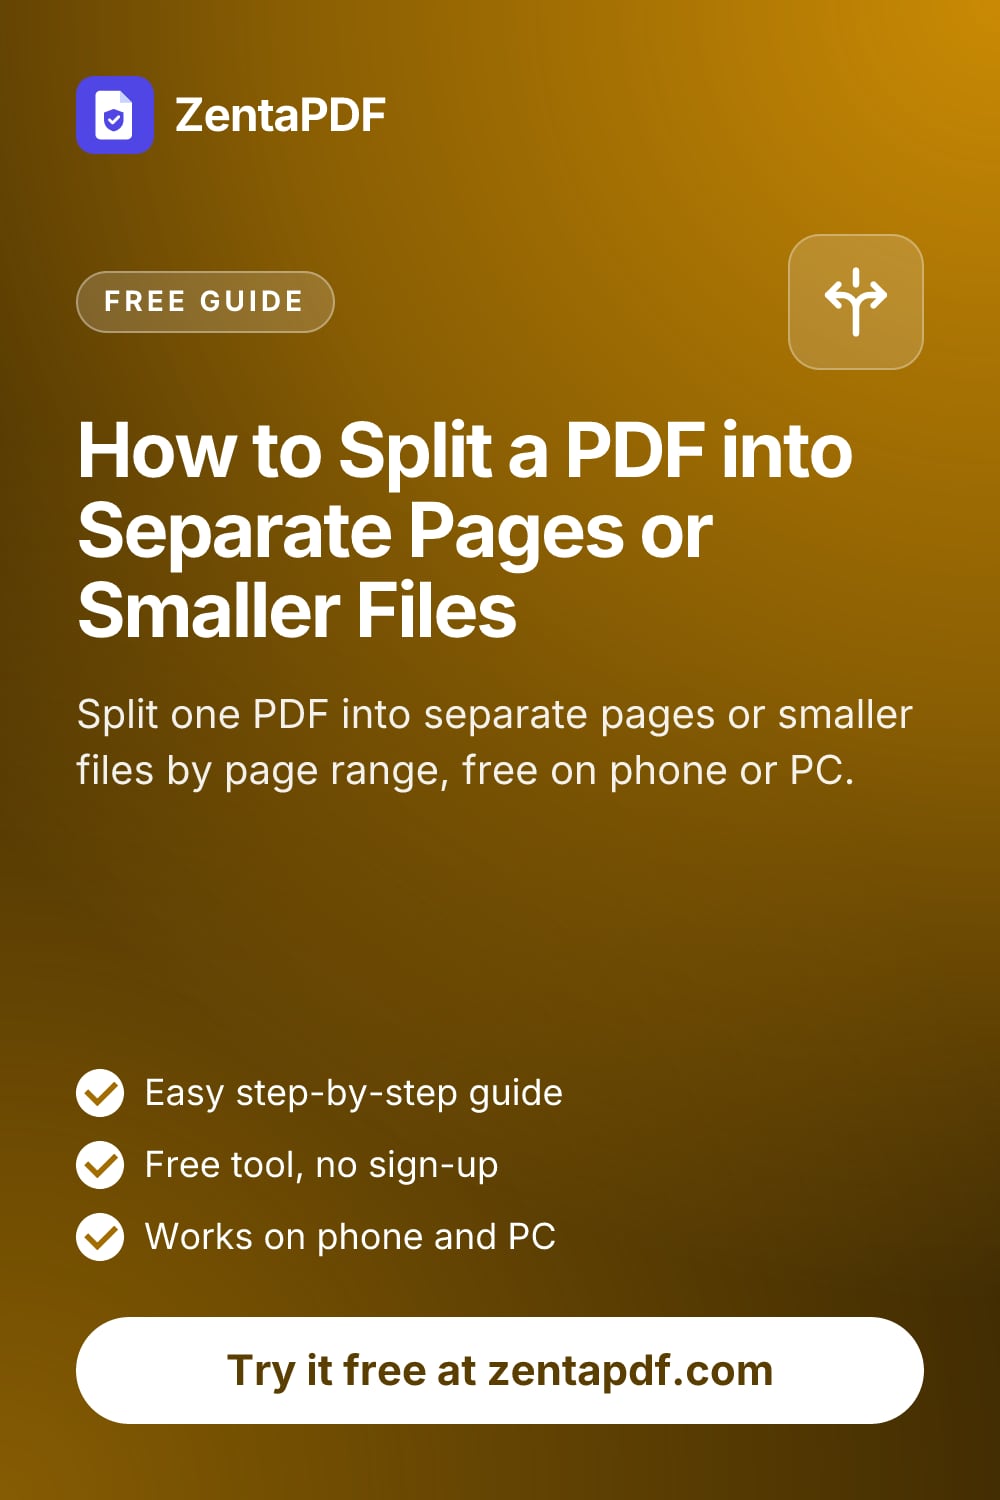 ZentaPDF
FREE GUIDE
How to Split a PDF into
Separate Pages or
Smaller Files
Split one PDF into separate pages or smaller
files by page range, free on phone or PC.
Easy step-by-step guide
Free tool, no sign-up
Works on phone and PC
Try it free at zentapdf.com